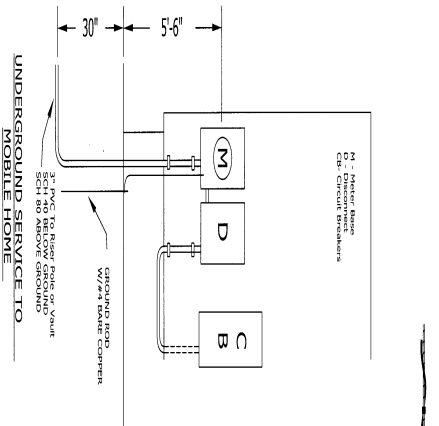 30"
5'-6"
M - Meter Base
D - Disconnect
CB- Circuit Breakers
M
D
C
B
GROUND ROD
W/#4 BARE COPPER
3" PVC To Riser Pole or Vault
SCH 40 BELOW GROUND
SCH 80 ABOVE GROUND
UNDERGROUND SERVICE TO
MOBILE HOME